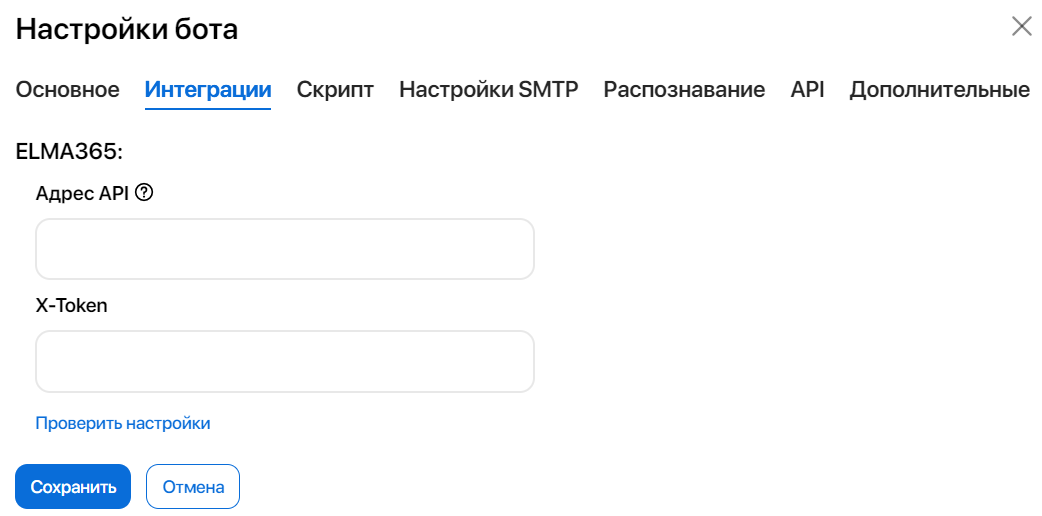 Настройки бота
Основное Интеграции Скрипт Настройки SMTP Распознавание API Дополнительные
ELMA365:
Адрес API ?
X-Token
Проверить настройки
Сохранить Отмена